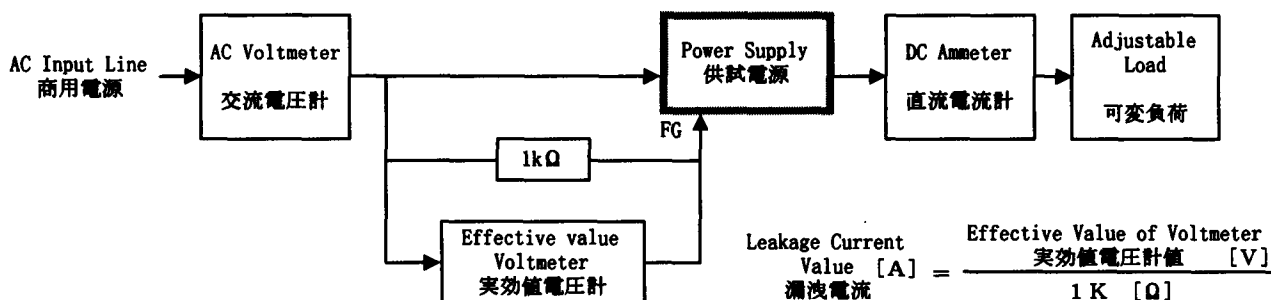 AC Input Line
商用電源
AC Voltmeter
交流電圧計
Power Supply
供試電源
DC Ammeter
直流電流計
Adjustable
Load
可変負荷
FG
1kΩ
Effective value
Voltmeter
実効値電圧計
Leakage Current
Value [A] =
漏洩電流
Effective Value of Voltmeter
実効値電圧計値 [V]
1 K [Ω]